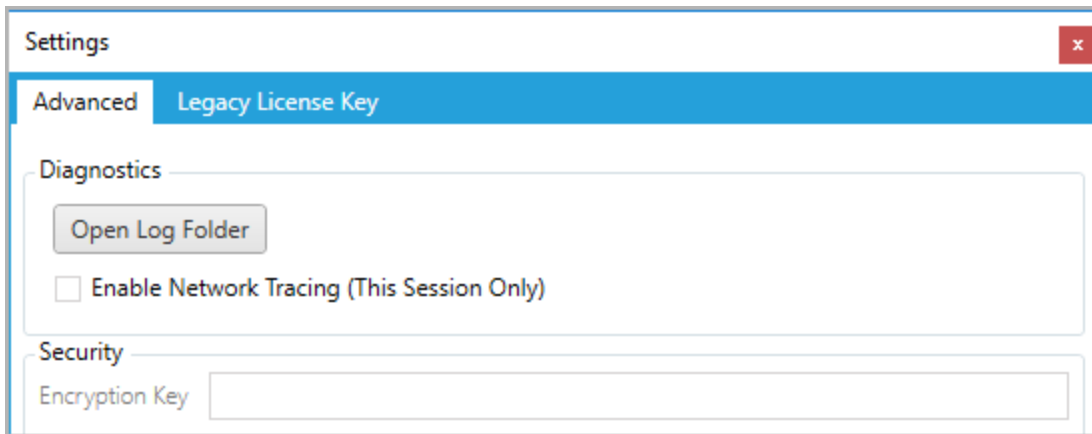 Settings
x
Advanced Legacy License Key
Diagnostics
Open Log Folder
Enable Network Tracing (This Session Only)
Security
Encryption Key